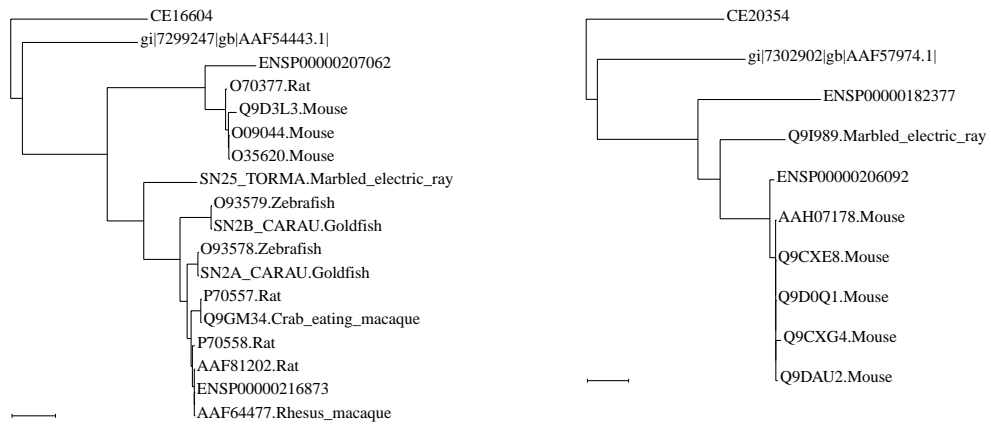 CE16604
gi|7299247|gb|AAF54443.1|
ENSP00000207062
O70377.Rat
Q9D3L3.Mouse
O09044.Mouse
O35620.Mouse
SN25_TORMA.Marbled_electric_ray
O93579.Zebrafish
SN2B_CARAU.Goldfish
O93578.Zebrafish
SN2A_CARAU.Goldfish
P70557.Rat
Q9GM34.Crab_eating_macaque
P70558.Rat
AAF81202.Rat
ENSP00000216873
AAF64477.Rhesus_macaque
CE20354
gi|7302902|gb|AAF57974.1|
ENSP00000182377
Q9I989.Marbled_electric_ray
ENSP00000206092
AAH07178.Mouse
Q9CXE8.Mouse
Q9D0Q1.Mouse
Q9CXG4.Mouse
Q9DAU2.Mouse